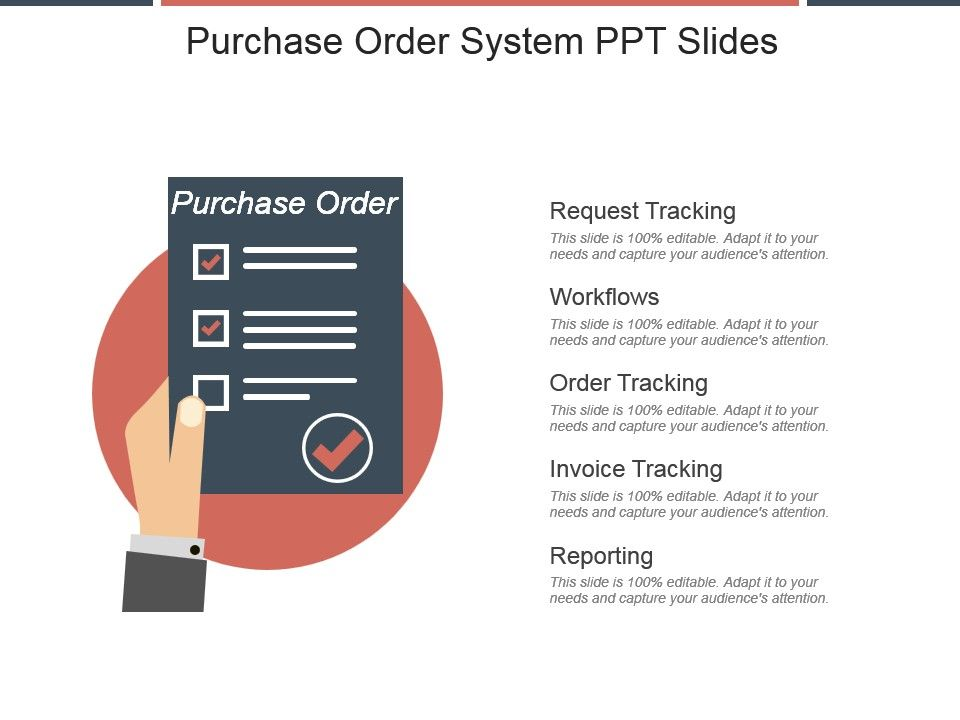 Purchase Order System PPT Slides
Purchase Order
Request Tracking
This slide is 100% editable. Adapt it to your
needs and capture your audience's attention.
Workflows
This slide is 100% editable. Adapt it to your
needs and capture your audience's attention.
Order Tracking
This slide is 100% editable. Adapt it to your
needs and capture your audience's attention.
Invoice Tracking
This slide is 100% editable. Adapt it to your
needs and capture your audience's attention.
Reporting
This slide is 100% editable. Adapt it to your
needs and capture your audience's attention.